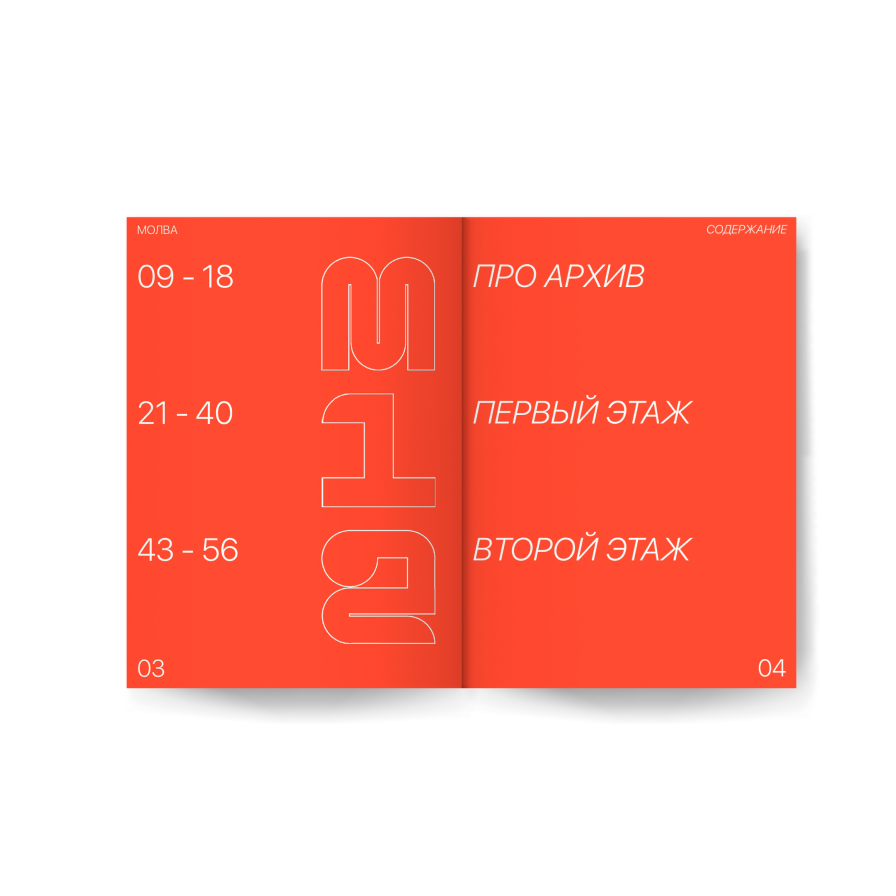 МОЛВА
СОДЕРЖАНИЕ
09 - 18
ПРО АРХИВ
21 - 40
ПЕРВЫЙ ЭТАЖ
43 - 56
ВТОРОЙ ЭТАЖ
03
04